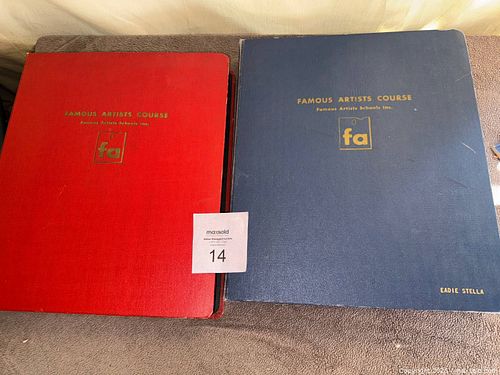 FAMOUS ARTISTS COURSE
Famous Artists Schools Inc.
fa
FAMOUS ARTISTS COURSE
Famous Artists Schools Inc.
fa
EADIE STELLA
maxsold
14